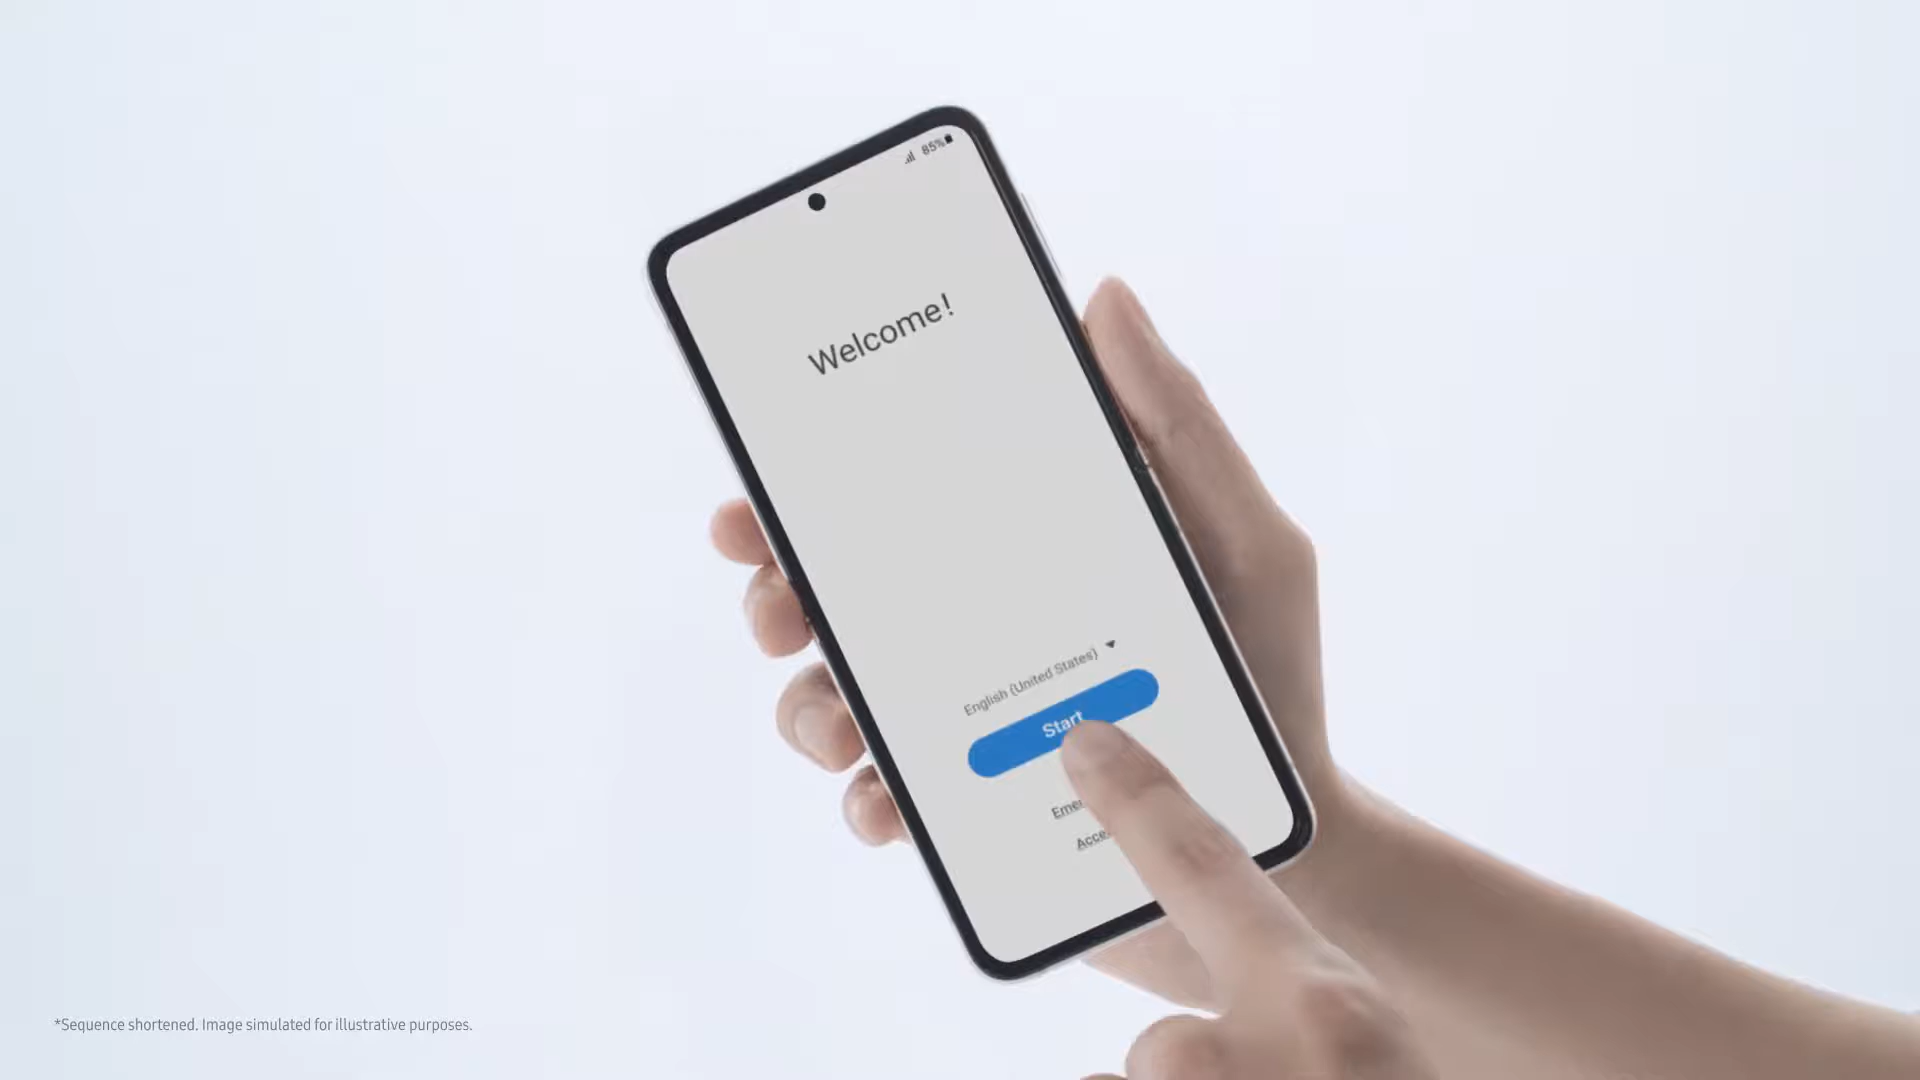 85%
Welcome!
English (United States)
Start
*Sequence shortened. Image simulated for illustrative purposes.